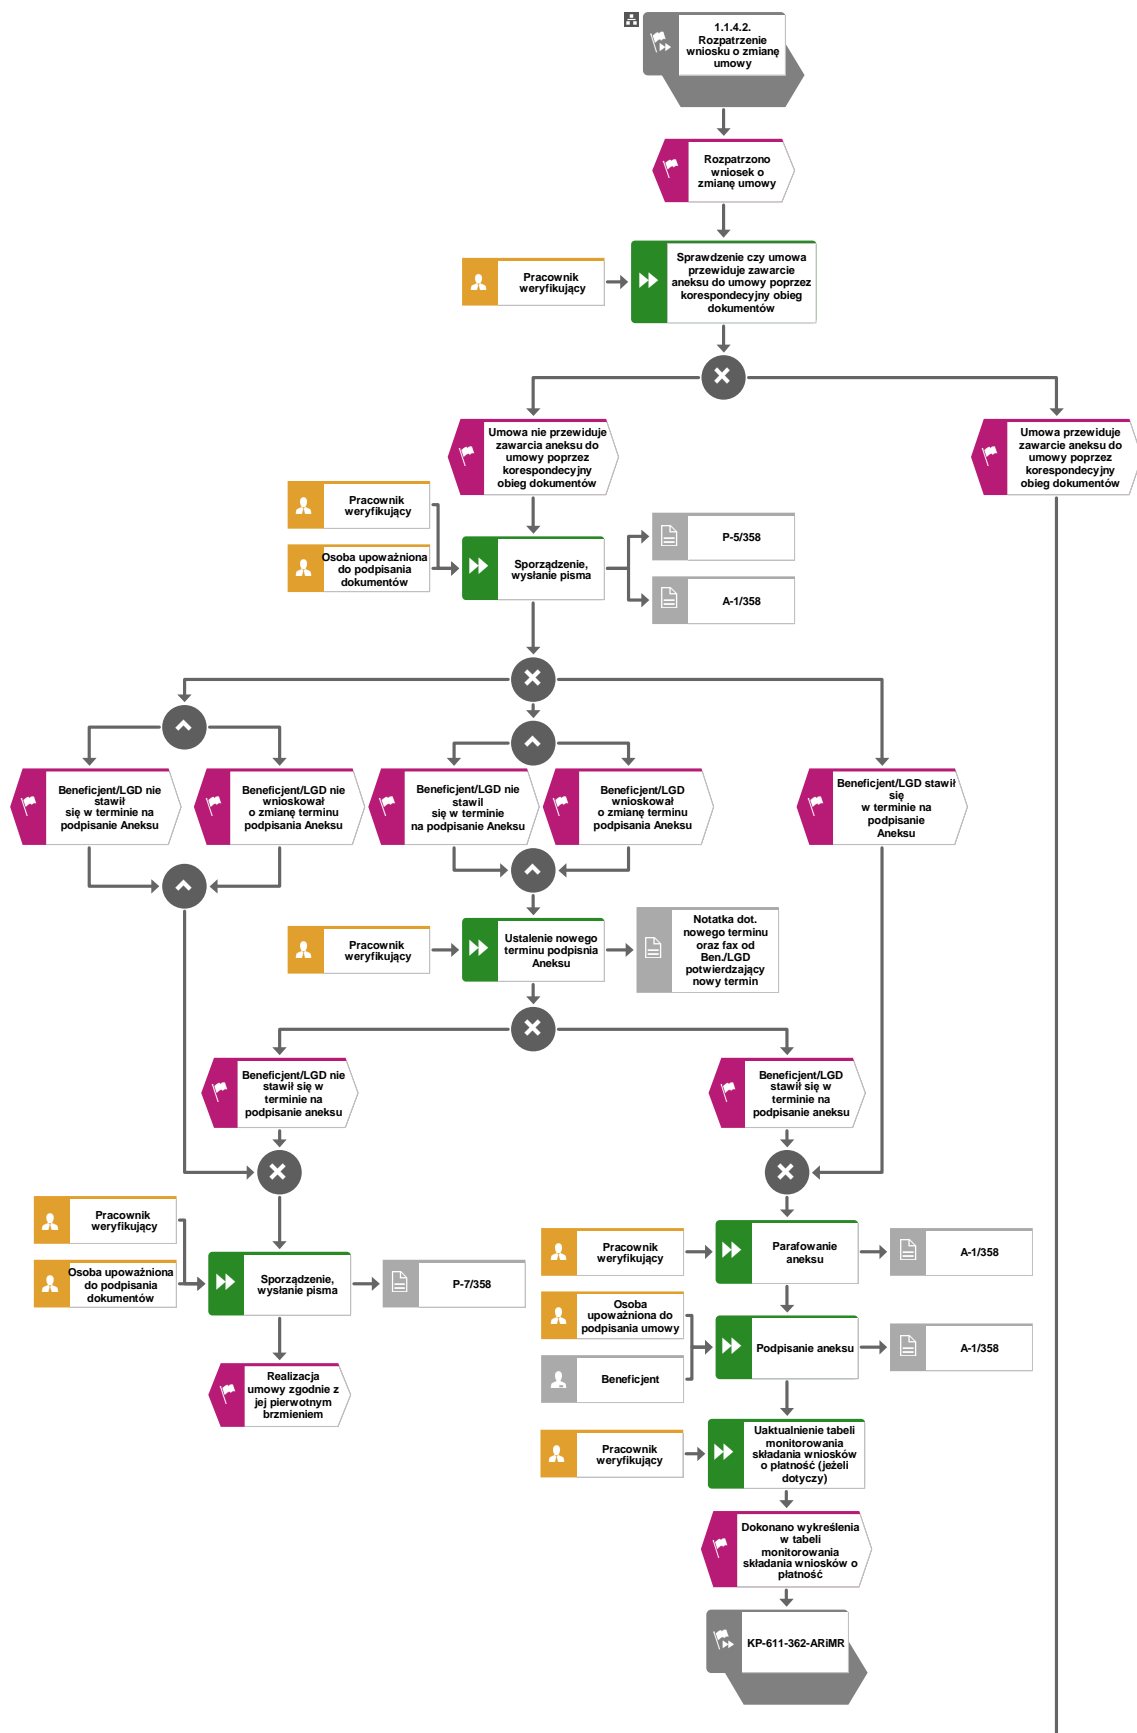 1.1.4.2.
Rozpatrzenie
wniosku o zmianę
umowy
Rozpatrzono
wniosek o
zmianę umowy
Pracownik
weryfikujący
Sprawdzenie czy umowa
przewiduje zawarcie
aneksu do umowy poprzez
korespondecyjny obieg
dokumentów
Umowa nie przewiduje
zawarcia aneksu do
umowy poprzez
korespondecyjny
obieg dokumentów
Umowa przewiduje
zawarcie aneksu do
umowy poprzez
korespondecyjny
obieg dokumentów
Pracownik
weryfikujący
Osoba upoważniona
do podpisania
dokumentów
Sporządzenie,
wysłanie pisma
P-5/358
A-1/358
Beneficjent/LGD nie
stawił
się w terminie na
podpisanie Aneksu
Beneficjent/LGD nie
wnioskował
o zmianę terminu
podpisania Aneksu
Beneficjent/LGD nie
stawil
się w terminie
na podpisanie Aneksu
Beneficjent/LGD
wnioskował
o zmianę terminu
podpisania Aneksu
Beneficjent/LGD stawił
się
w terminie na
podpisanie
Aneksu
Pracownik
weryfikujący
Ustalenie nowego
terminu podpisnia
Aneksu
Notatka dot.
nowego terminu
oraz fax od
Ben./LGD
potwierdzający
nowy termin
Beneficjent/LGD nie
stawił się w
terminie na
podpisanie aneksu
Beneficjent/LGD
stawił się w
terminie na
podpisanie aneksu
Pracownik
weryfikujący
Osoba upoważniona
do podpisania
dokumentów
Sporządzenie,
wysłanie pisma
P-7/358
Realizacja
umowy zgodnie z
jej pierwotnym
brzmieniem
Pracownik
weryfikujący
Parafowanie
aneksu
A-1/358
Osoba
upoważniona do
podpisania umowy
Beneficjent
Podpisanie aneksu
A-1/358
Pracownik
weryfikujący
Uaktualnienie tabeli
monitorowania
składania wniosków
o płatność (jeżeli
dotyczy)
Dokonano wykreślenia
w tabeli
monitorowania
składania wniosków o
płatność
KP-611-362-ARiMR